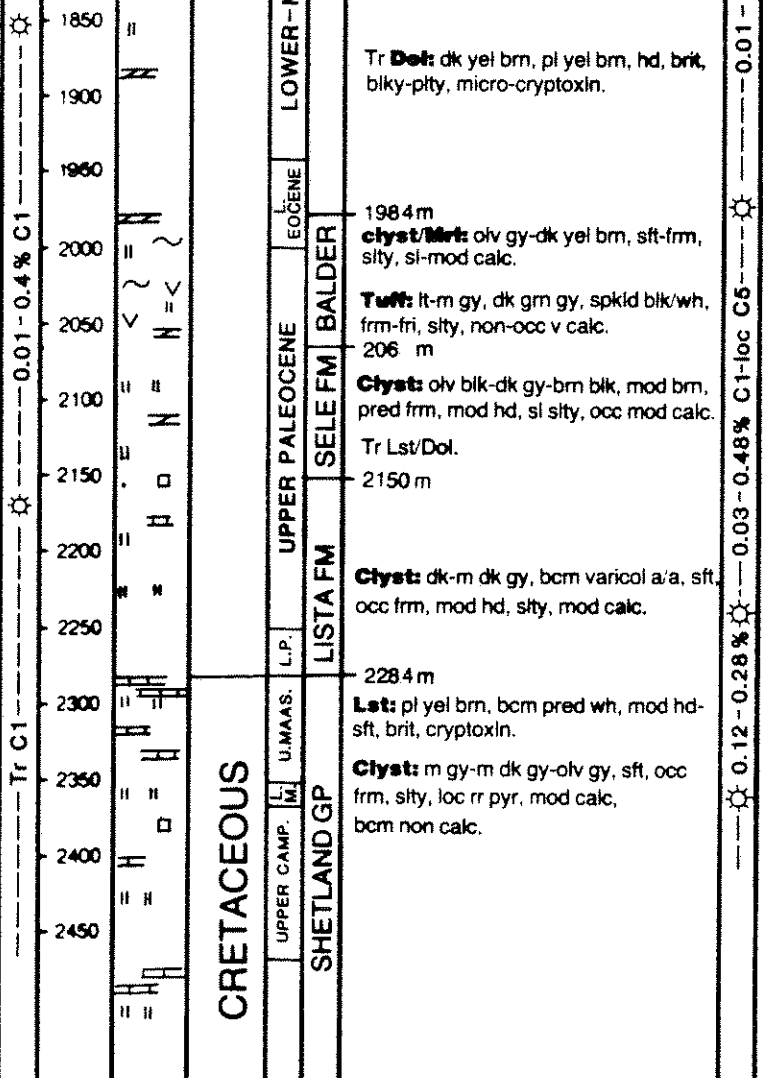 1850
1900
1950
2000
2050
2100
2150
2200
2250
2300
2350
2400
2450
0.01-0.4% C1
Tr C1
CRETACEOUS
EOCENE
UPPER PALEOCENE
L.P.
U.MAAS.
UPPER CAMP.
BALDER
SELE FM
LISTA FM
SHETLAND GP
Tr Dol: dk yel brn, pl yel brn, hd, brit,
blky-plty, micro-cryptoxln.
1984m
clyst/Mrl: olv gy-dk yel brn, sft-frm,
slty, sl-mod calc.
Tuff: lt-m gy, dk grn gy, spkld blk/wh,
frm-fri, slty, non-occ v calc.
206 m
Clyst: olv blk-dk gy-brn blk, mod brn,
pred frm, mod hd, sl slty, occ mod calc.
Tr Lst/Dol.
2150 m
Clyst: dk-m dk gy, bcm varicol a/a, sft,
occ frm, mod hd, slty, mod calc.
2284m
Lst: pl yel brn, bcm pred wh, mod hd-
sft, brit, cryptoxln.
Clyst: m gy-m dk gy-olv gy, sft, occ
frm, slty, loc rr pyr, mod calc,
bcm non calc.
0.01-
0.03-0.48% C1-loc C5
0.12-0.28%